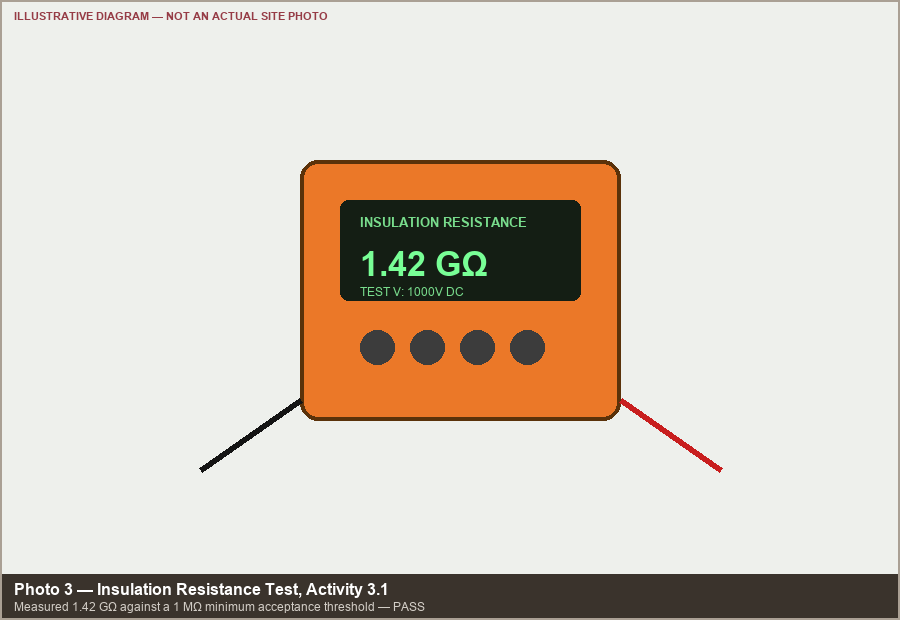 ILLUSTRATIVE DIAGRAM — NOT AN ACTUAL SITE PHOTO
INSULATION RESISTANCE
1.42 GΩ
TEST V: 1000V DC
Photo 3 — Insulation Resistance Test, Activity 3.1
Measured 1.42 GΩ against a 1 MΩ minimum acceptance threshold — PASS